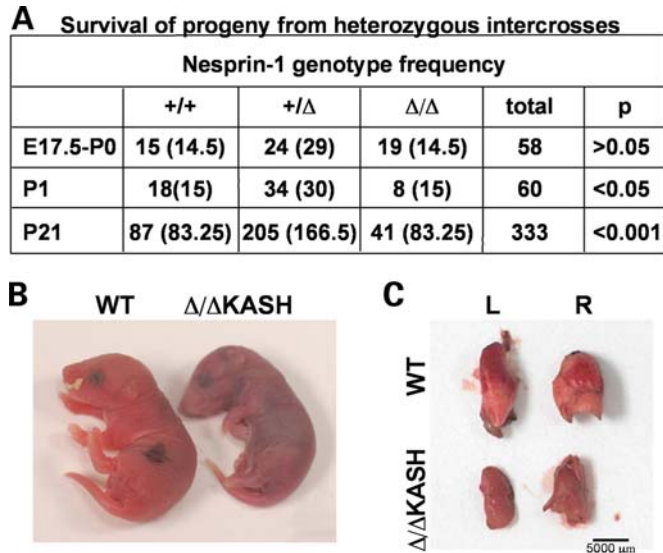 A Survival of progeny from heterozygous intercrosses
Nesprin-1 genotype frequency
+/+ +/Δ Δ/Δ total p
E17.5-P0 15 (14.5) 24 (29) 19 (14.5) 58 >0.05
P1 18(15) 34 (30) 8 (15) 60 <0.05
P21 87 (83.25) 205 (166.5) 41 (83.25) 333 <0.001
B WT Δ/ΔKASH
C L R
WT
Δ/ΔKASH
5000 μm